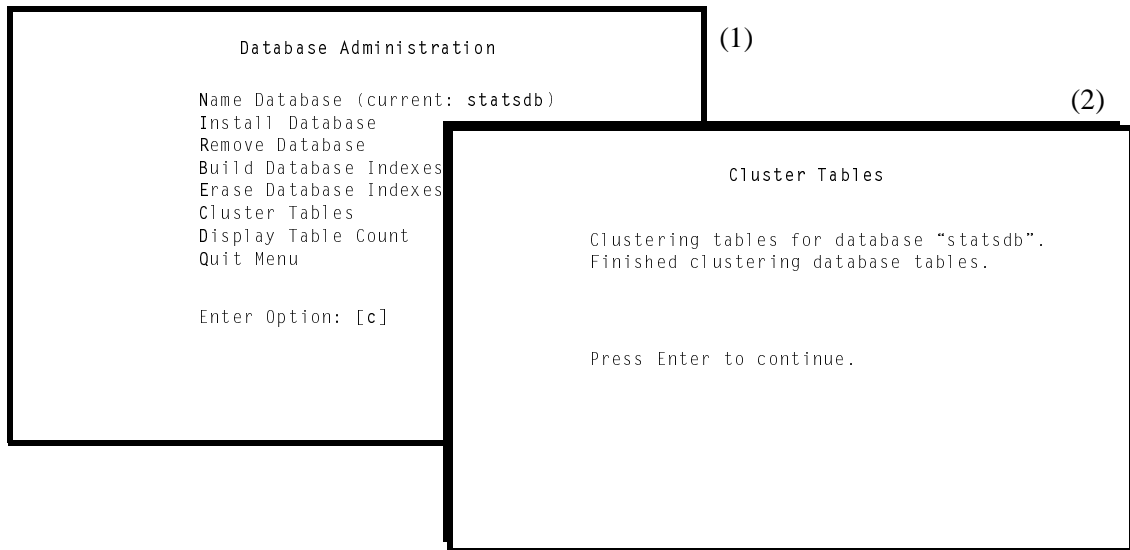 Database Administration
(1)
Name Database (current: statsdb)
Install Database
Remove Database
Build Database Indexes
Erase Database Indexes
Cluster Tables
Display Table Count
Quit Menu
Enter Option: [c]
(2)
Cluster Tables
Clustering tables for database “statsdb”.
Finished clustering database tables.
Press Enter to continue.